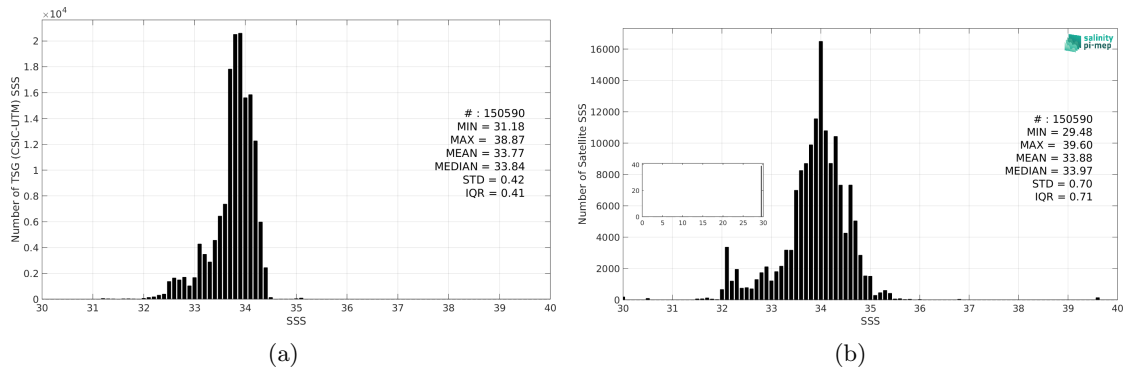 ×10⁴
2
1.8
1.6
1.4
1.2
1
0.8
0.6
0.4
0.2
0
Number of TSG (CSIC-UTM) SSS
# : 150590
MIN = 31.18
MAX = 38.87
MEAN = 33.77
MEDIAN = 33.84
STD = 0.42
IQR = 0.41
30 31 32 33 34 35 36 37 38 39 40
SSS
(a)
salinity
pi-mep
16000
14000
12000
10000
8000
6000
4000
2000
0
Number of Satellite SSS
# : 150590
MIN = 29.48
MAX = 39.60
MEAN = 33.88
MEDIAN = 33.97
STD = 0.70
IQR = 0.71
40
20
0
0 5 10 15 20 25 30
30 31 32 33 34 35 36 37 38 39 40
SSS
(b)